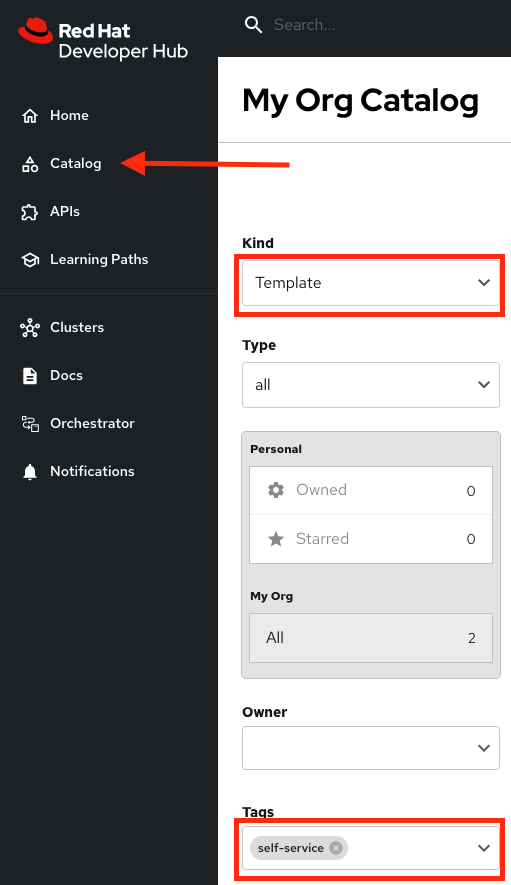 Red Hat
Developer Hub
Search...
Home
Catalog
APIs
Learning Paths
Clusters
Docs
Orchestrator
Notifications
My Org Catalog
Kind
Template
Type
all
Personal
Owned 0
Starred 0
My Org
All 2
Owner
Tags
self-service